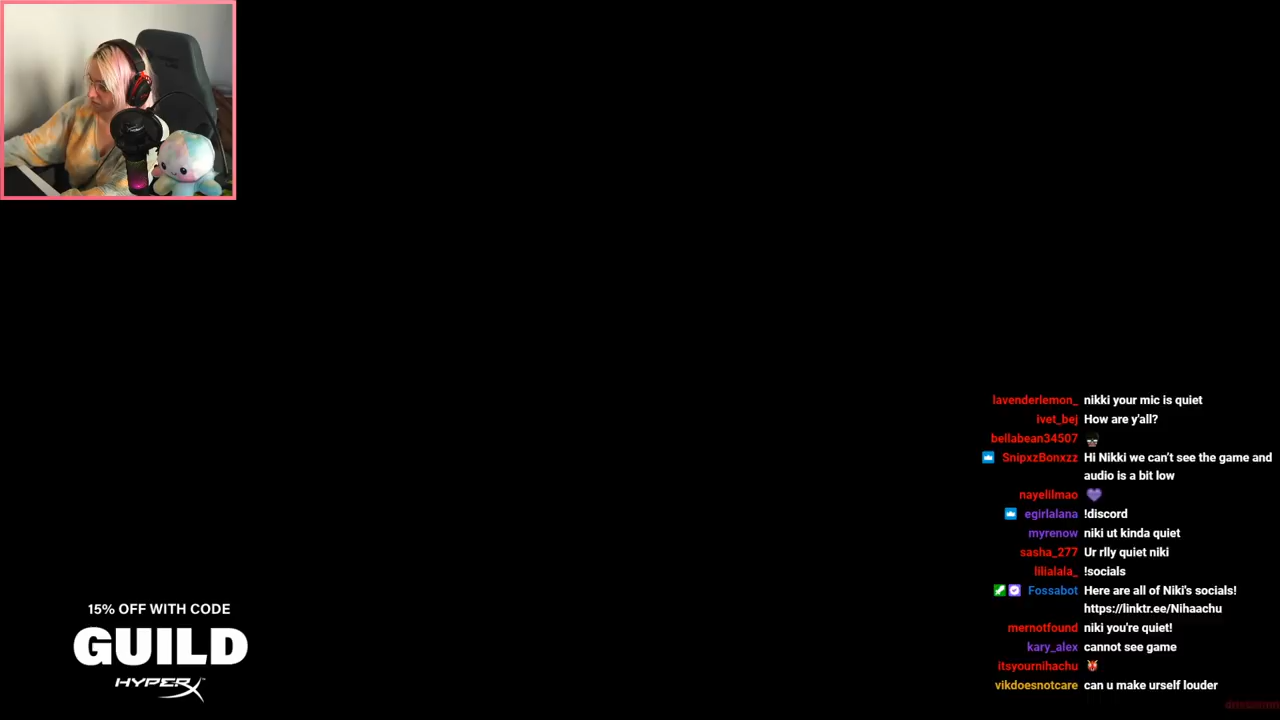 lavenderlemon_ nikki your mic is quiet
ivet_bej How are y'all?
bellabean34507
SnipxzBonxzz Hi Nikki we can't see the game and
audio is a bit low
nayelilmao
egirlalana !discord
myrenow niki ut kinda quiet
sasha_277 Ur rlly quiet niki
lilialala_ !socials
Fossabot Here are all of Niki's socials!
https://linktr.ee/Nihaachu
mernotfound niki you're quiet!
kary_alex cannot see game
itsyournihachu
vikdoesnotcare can u make urself louder
15% OFF WITH CODE
GUILD
HYPERX